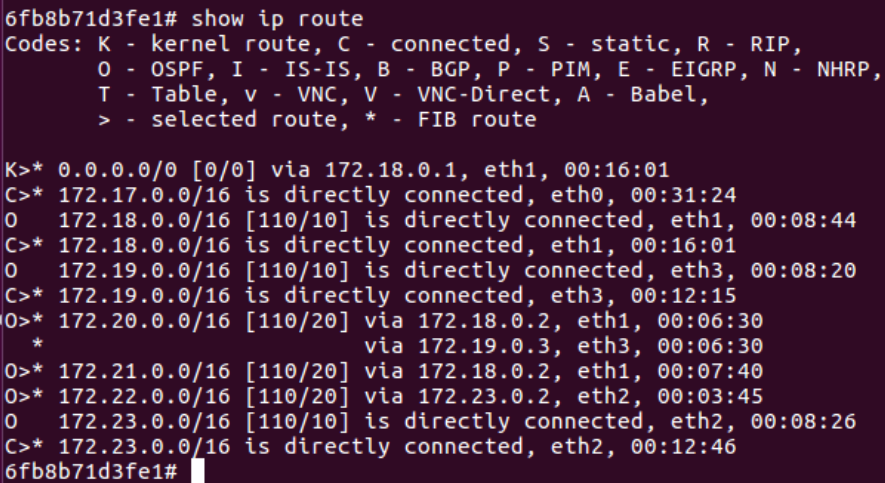 6fb8b71d3fe1# show ip route
Codes: K - kernel route, C - connected, S - static, R - RIP,
       O - OSPF, I - IS-IS, B - BGP, P - PIM, E - EIGRP, N - NHRP,
       T - Table, v - VNC, V - VNC-Direct, A - Babel,
       > - selected route, * - FIB route

K>* 0.0.0.0/0 [0/0] via 172.18.0.1, eth1, 00:16:01
C>* 172.17.0.0/16 is directly connected, eth0, 00:31:24
O   172.18.0.0/16 [110/10] is directly connected, eth1, 00:08:44
C>* 172.18.0.0/16 is directly connected, eth1, 00:16:01
O   172.19.0.0/16 [110/10] is directly connected, eth3, 00:08:20
C>* 172.19.0.0/16 is directly connected, eth3, 00:12:15
O>* 172.20.0.0/16 [110/20] via 172.18.0.2, eth1, 00:06:30
  *                        via 172.19.0.3, eth3, 00:06:30
O>* 172.21.0.0/16 [110/20] via 172.18.0.2, eth1, 00:07:40
O>* 172.22.0.0/16 [110/20] via 172.23.0.2, eth2, 00:03:45
O   172.23.0.0/16 [110/10] is directly connected, eth2, 00:08:26
C>* 172.23.0.0/16 is directly connected, eth2, 00:12:46
6fb8b71d3fe1#